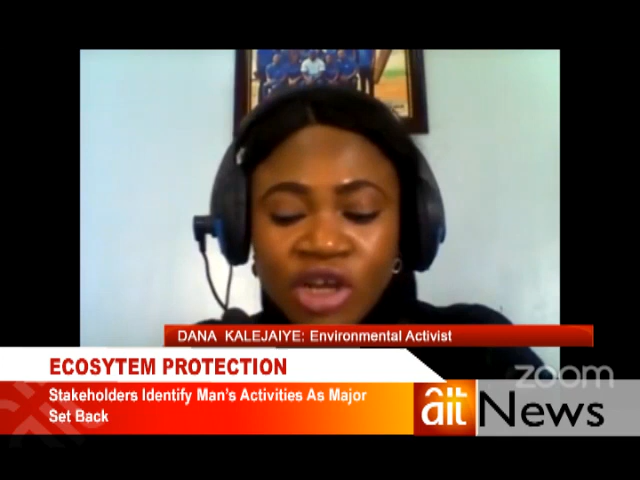 DANA KALEJAIYE: Environmental Activist
ECOSYTEM PROTECTION
Stakeholders Identify Man's Activities As Major
Set Back
zoom
ait News